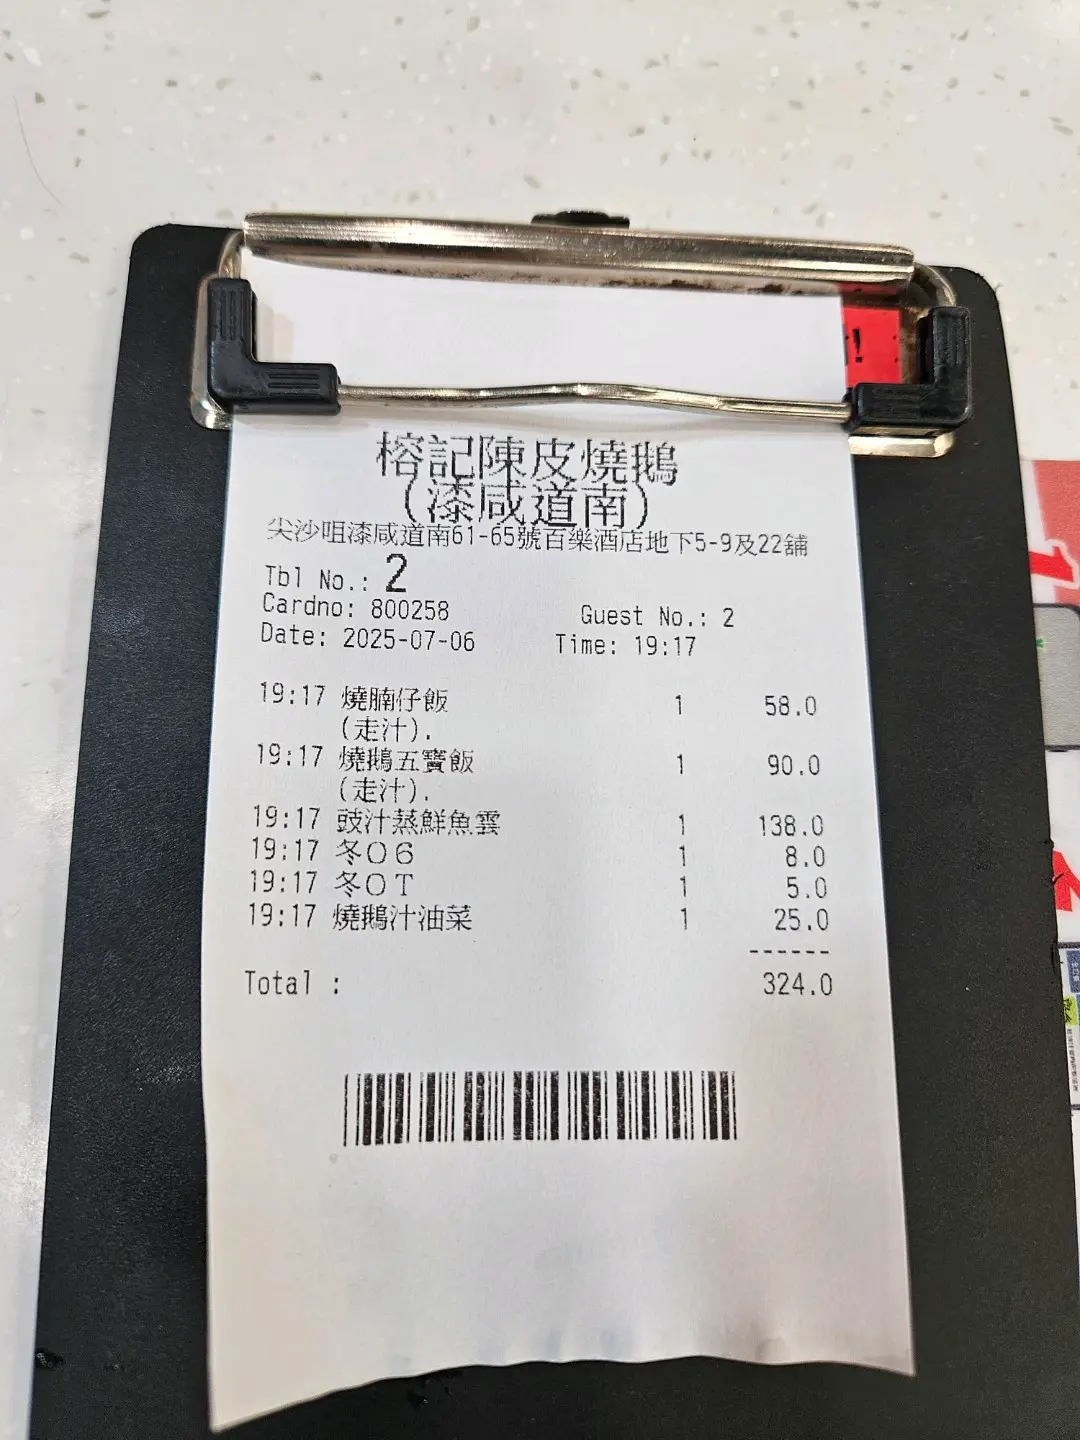 榕記陳皮燒鵝
(漆咸道南)
尖沙咀漆咸道南61-65號百樂酒店地下5-9及22舖
Tbl No.: 2
Cardno: 800258 Guest No.: 2
Date: 2025-07-06 Time: 19:17
19:17 燒腩仔飯 1 58.0
(走汁).
19:17 燒鵝五寶飯 1 90.0
(走汁).
19:17 豉汁蒸鮮魚雲 1 138.0
19:17 冬O6 1 8.0
19:17 冬OT 1 5.0
19:17 燒鵝汁油菜 1 25.0
------
Total : 324.0
!